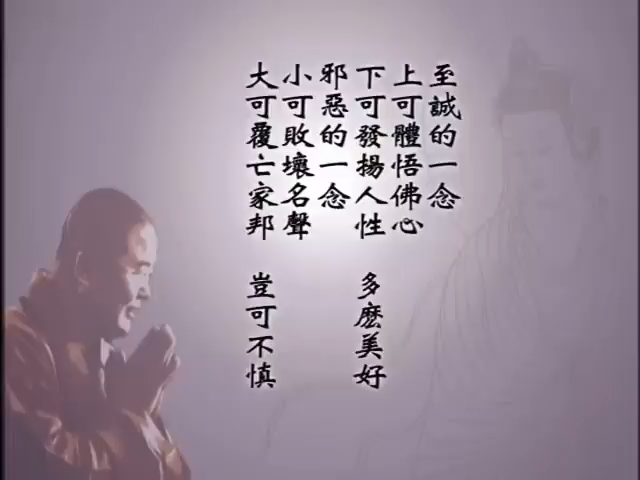 至誠的一念
上可體悟佛心
下可發揚人性　多麼美好
邪惡的一念
小可敗壞名聲
大可覆亡家邦　豈可不慎